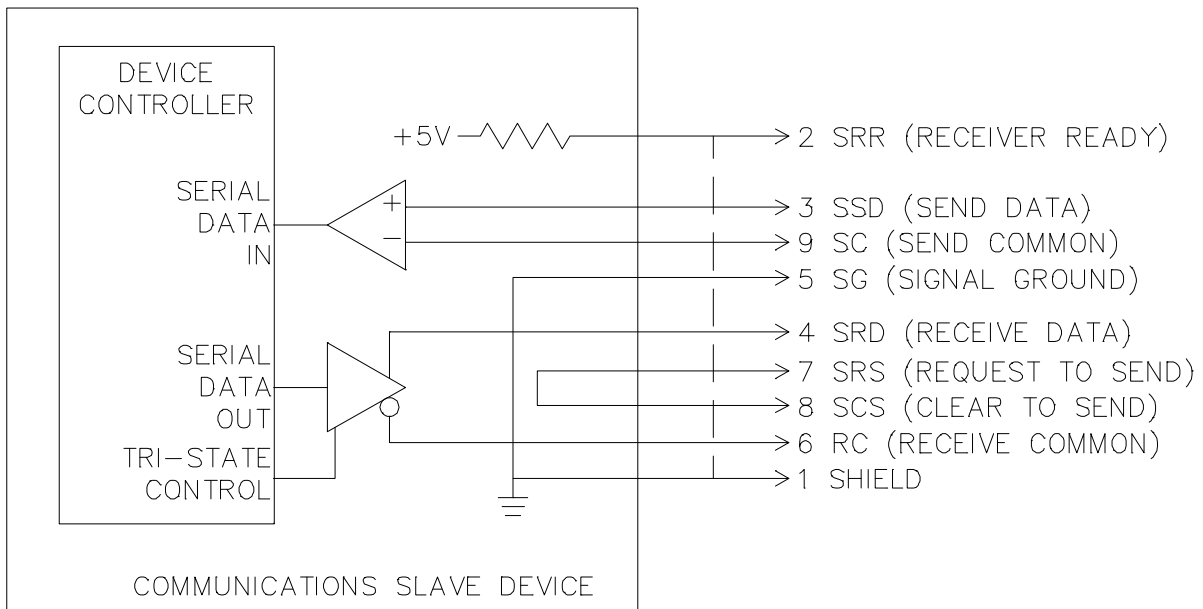 DEVICE
CONTROLLER
+5V
2 SRR (RECEIVER READY)
SERIAL
DATA
IN
+
−
3 SSD (SEND DATA)
9 SC (SEND COMMON)
5 SG (SIGNAL GROUND)
4 SRD (RECEIVE DATA)
SERIAL
DATA
OUT
7 SRS (REQUEST TO SEND)
8 SCS (CLEAR TO SEND)
6 RC (RECEIVE COMMON)
TRI−STATE
CONTROL
1 SHIELD
COMMUNICATIONS SLAVE DEVICE